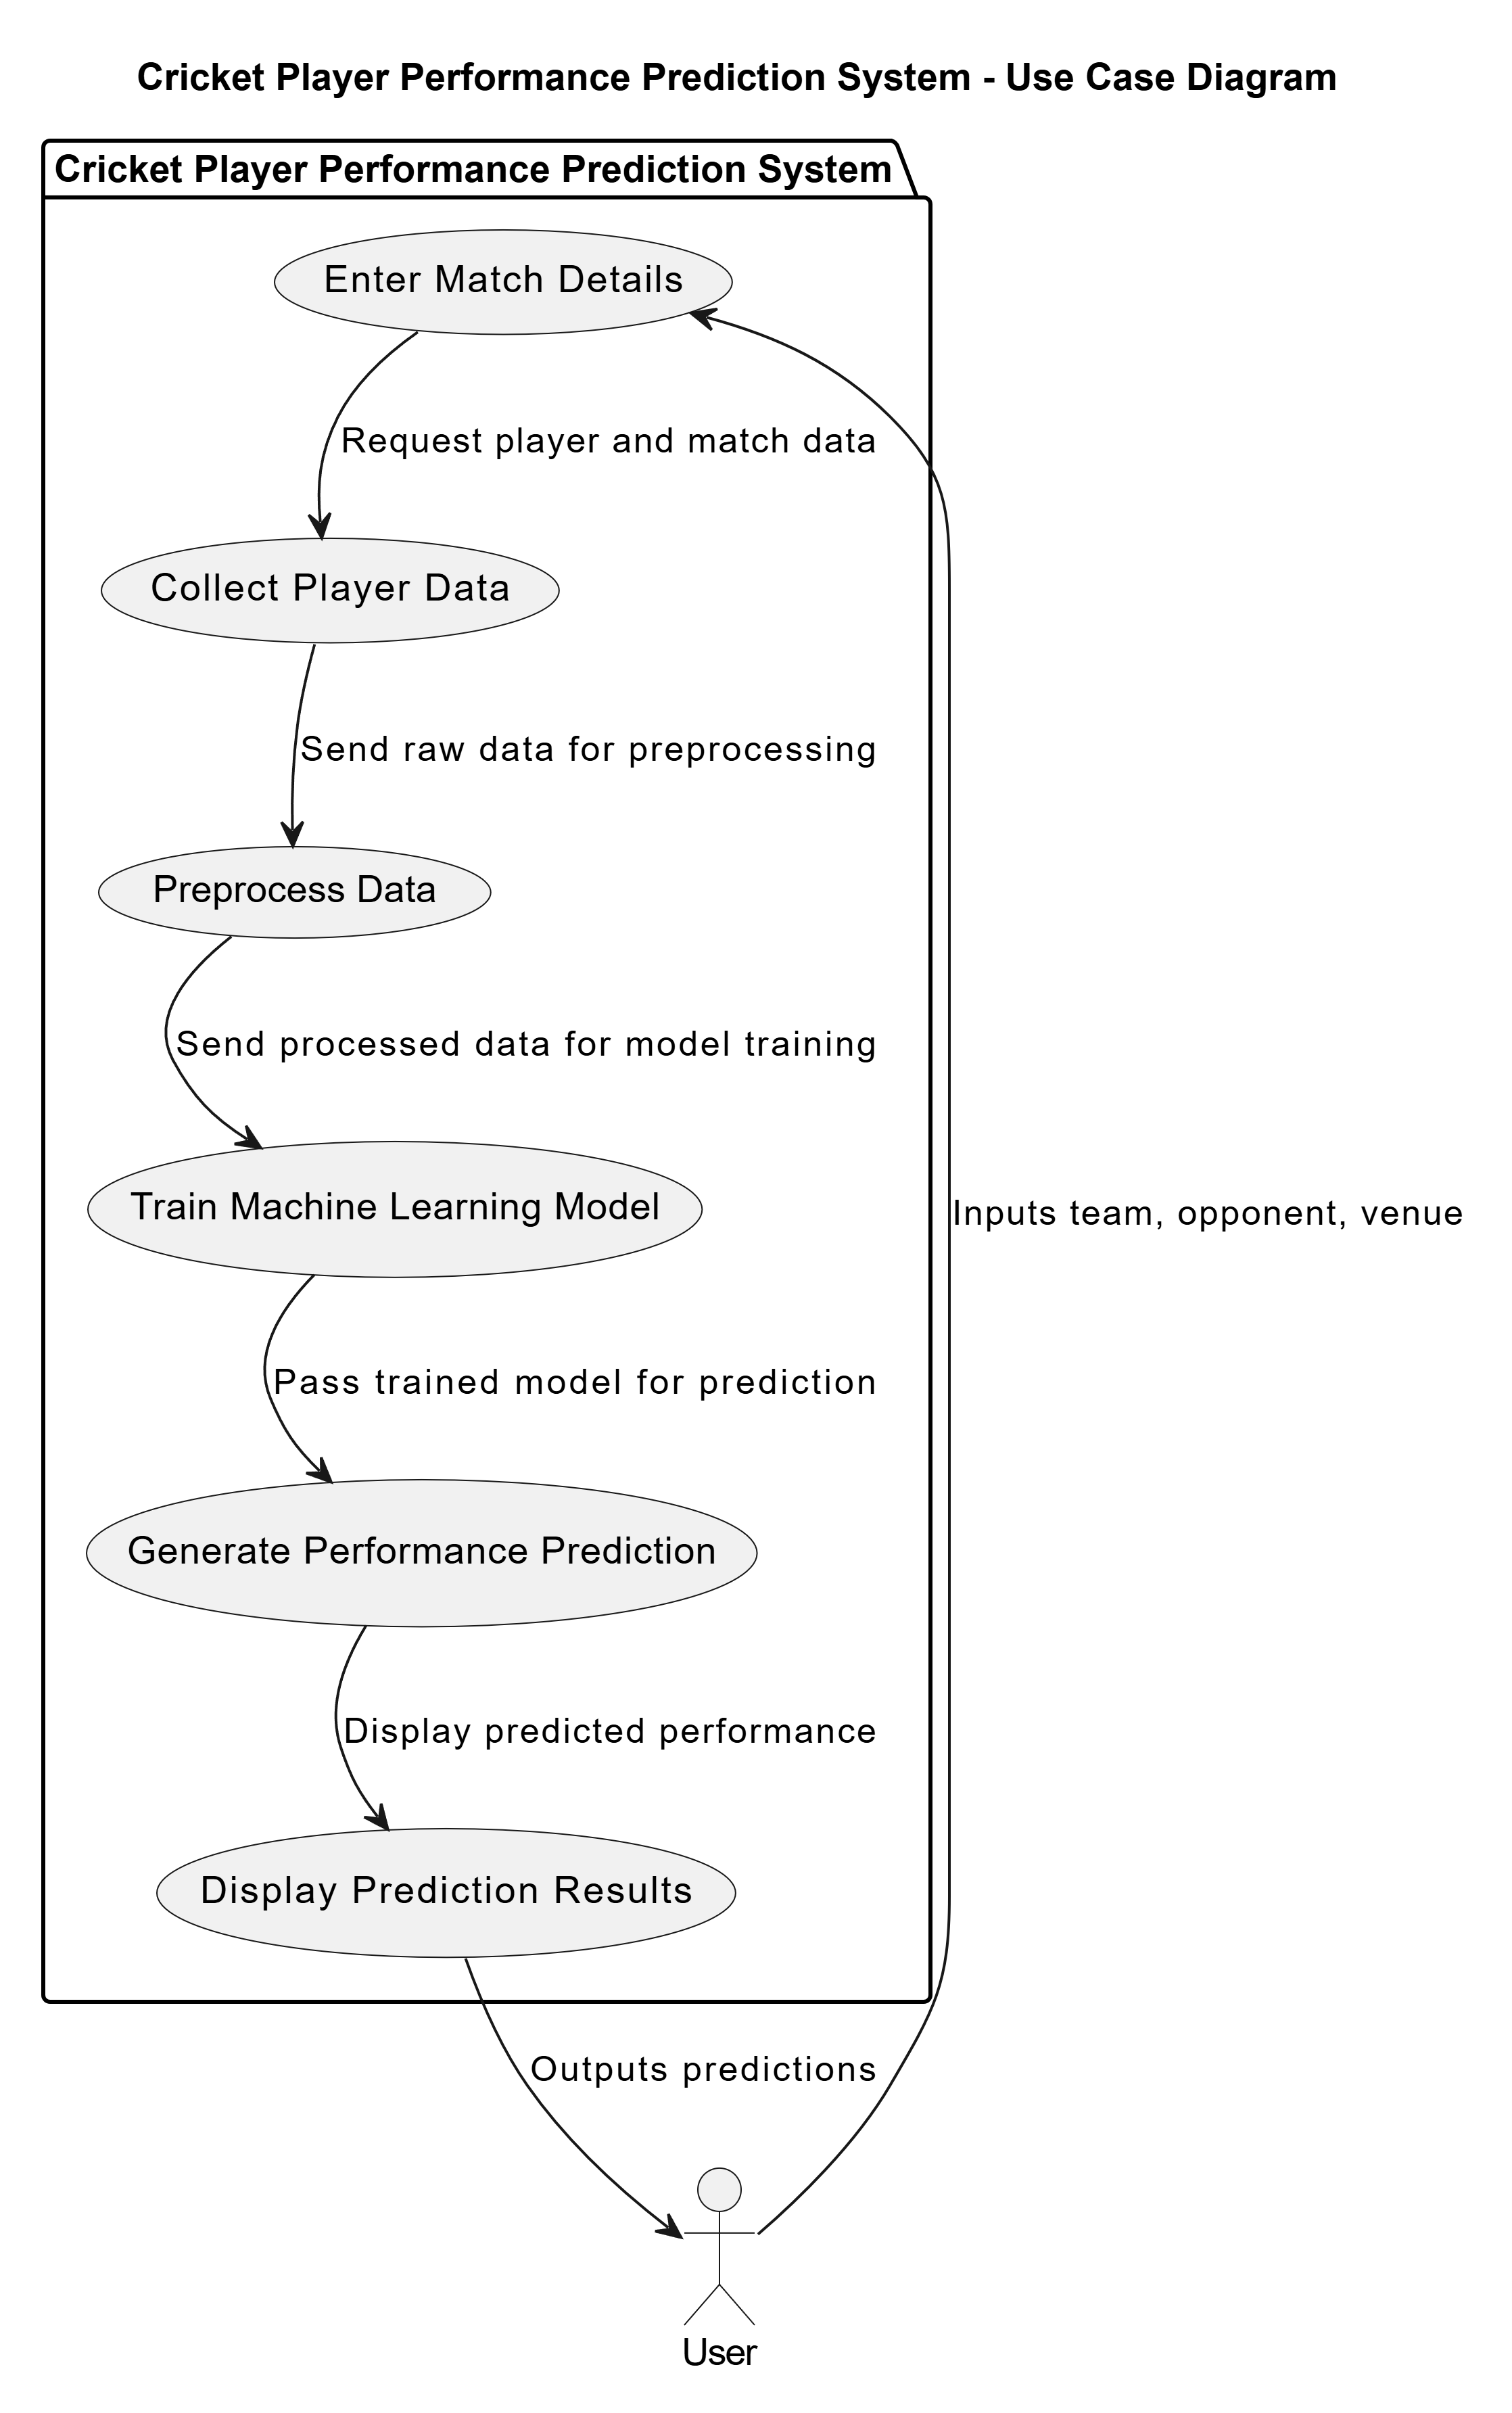 Cricket Player Performance Prediction System - Use Case Diagram
Cricket Player Performance Prediction System
Enter Match Details
Request player and match data
Collect Player Data
Send raw data for preprocessing
Preprocess Data
Send processed data for model training
Train Machine Learning Model
Inputs team, opponent, venue
Pass trained model for prediction
Generate Performance Prediction
Display predicted performance
Display Prediction Results
Outputs predictions
User